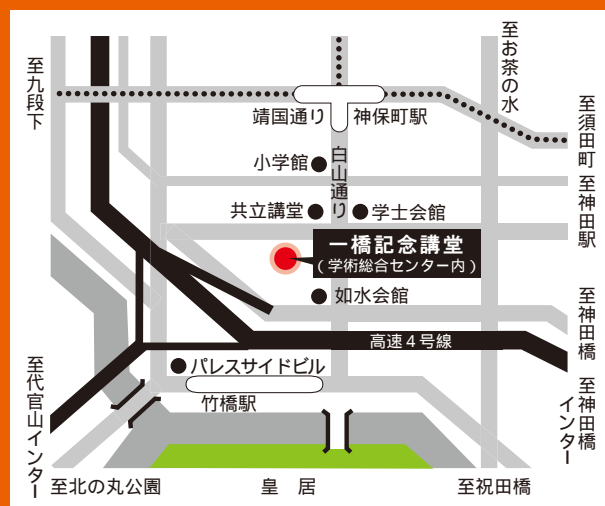 至お茶の水
至九段下
至須田町
靖国通り
神保町駅
白山通り
小学館
至神田駅
共立講堂
学士会館
一橋記念講堂
（学術総合センター内）
如水会館
至神田橋
高速4号線
パレスサイドビル
竹橋駅
至代官山インター
至神田橋
インター
至北の丸公園
皇 居
至祝田橋